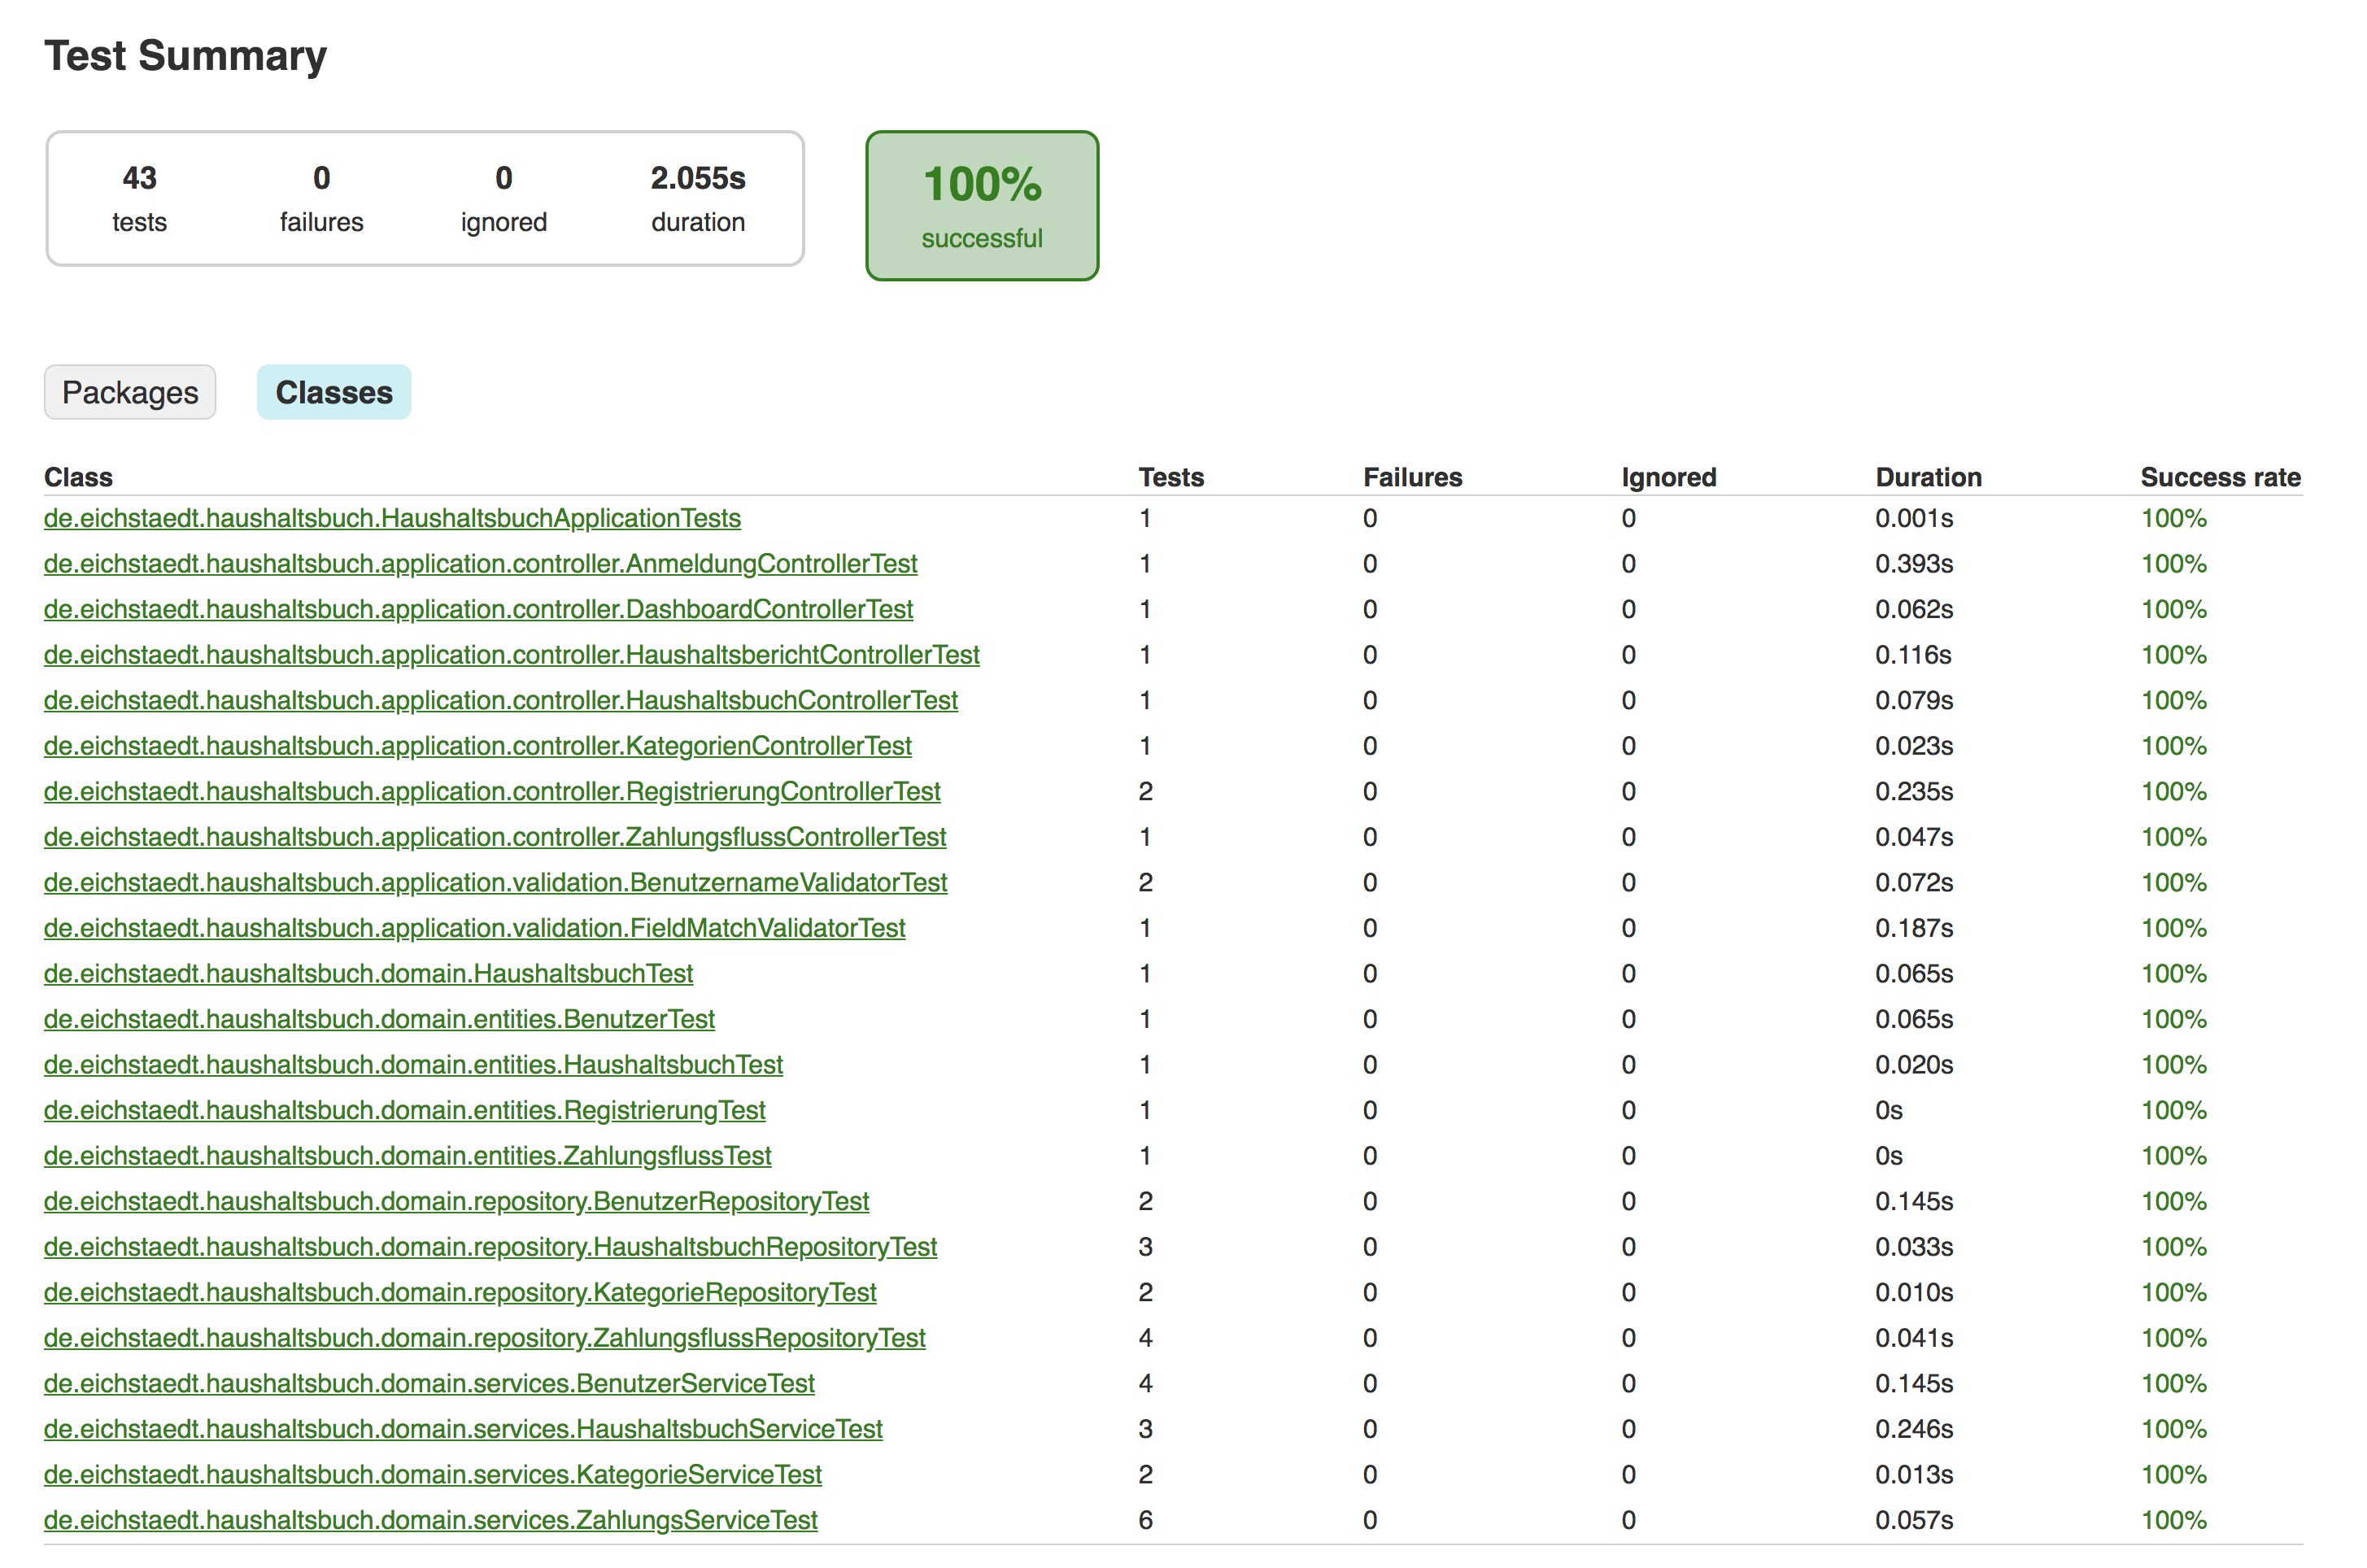 Test Summary
43 0 0 2.055s
tests failures ignored duration
100%
successful
Packages Classes
Class Tests Failures Ignored Duration Success rate
de.eichstaedt.haushaltsbuch.HaushaltsbuchApplicationTests 1 0 0 0.001s 100%
de.eichstaedt.haushaltsbuch.application.controller.AnmeldungControllerTest 1 0 0 0.393s 100%
de.eichstaedt.haushaltsbuch.application.controller.DashboardControllerTest 1 0 0 0.062s 100%
de.eichstaedt.haushaltsbuch.application.controller.HaushaltsberichtControllerTest 1 0 0 0.116s 100%
de.eichstaedt.haushaltsbuch.application.controller.HaushaltsbuchControllerTest 1 0 0 0.079s 100%
de.eichstaedt.haushaltsbuch.application.controller.KategorienControllerTest 1 0 0 0.023s 100%
de.eichstaedt.haushaltsbuch.application.controller.RegistrierungControllerTest 2 0 0 0.235s 100%
de.eichstaedt.haushaltsbuch.application.controller.ZahlungsflussControllerTest 1 0 0 0.047s 100%
de.eichstaedt.haushaltsbuch.application.validation.BenutzernameValidatorTest 2 0 0 0.072s 100%
de.eichstaedt.haushaltsbuch.application.validation.FieldMatchValidatorTest 1 0 0 0.187s 100%
de.eichstaedt.haushaltsbuch.domain.HaushaltsbuchTest 1 0 0 0.065s 100%
de.eichstaedt.haushaltsbuch.domain.entities.BenutzerTest 1 0 0 0.065s 100%
de.eichstaedt.haushaltsbuch.domain.entities.HaushaltsbuchTest 1 0 0 0.020s 100%
de.eichstaedt.haushaltsbuch.domain.entities.RegistrierungTest 1 0 0 0s 100%
de.eichstaedt.haushaltsbuch.domain.entities.ZahlungsflussTest 1 0 0 0s 100%
de.eichstaedt.haushaltsbuch.domain.repository.BenutzerRepositoryTest 2 0 0 0.145s 100%
de.eichstaedt.haushaltsbuch.domain.repository.HaushaltsbuchRepositoryTest 3 0 0 0.033s 100%
de.eichstaedt.haushaltsbuch.domain.repository.KategorieRepositoryTest 2 0 0 0.010s 100%
de.eichstaedt.haushaltsbuch.domain.repository.ZahlungsflussRepositoryTest 4 0 0 0.041s 100%
de.eichstaedt.haushaltsbuch.domain.services.BenutzerServiceTest 4 0 0 0.145s 100%
de.eichstaedt.haushaltsbuch.domain.services.HaushaltsbuchServiceTest 3 0 0 0.246s 100%
de.eichstaedt.haushaltsbuch.domain.services.KategorieServiceTest 2 0 0 0.013s 100%
de.eichstaedt.haushaltsbuch.domain.services.ZahlungsServiceTest 6 0 0 0.057s 100%